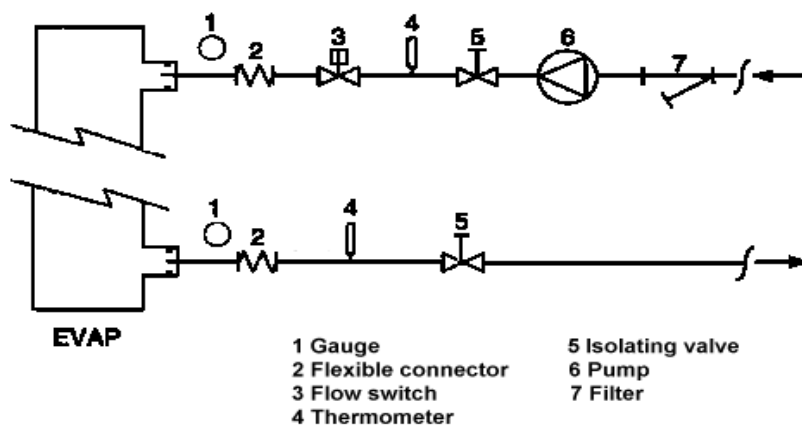 1
2
3
4
5
6
7
1
2
4
5
EVAP
1 Gauge
2 Flexible connector
3 Flow switch
4 Thermometer
5 Isolating valve
6 Pump
7 Filter